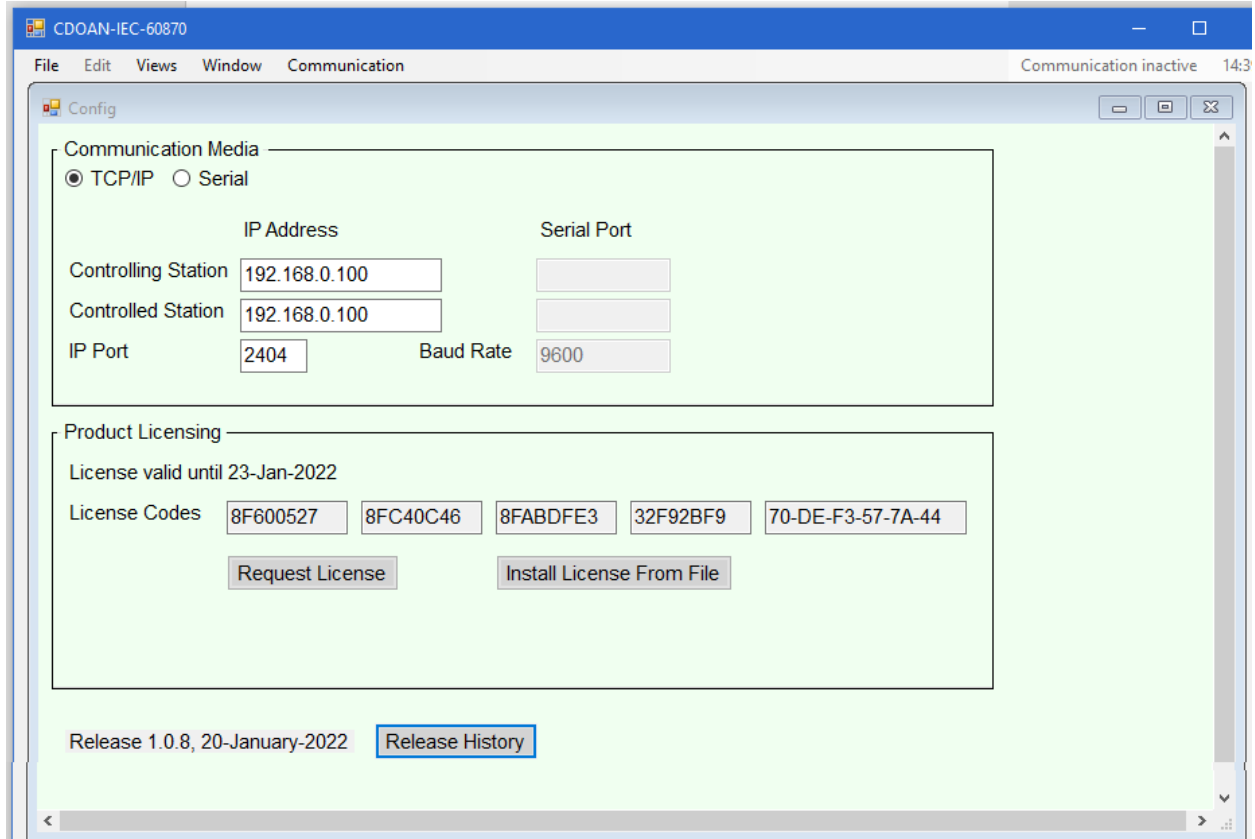 CDOAN-IEC-60870
File Edit Views Window Communication Communication inactive
Config
Communication Media
TCP/IP Serial
IP Address Serial Port
Controlling Station 192.168.0.100
Controlled Station 192.168.0.100
IP Port 2404 Baud Rate 9600
Product Licensing
License valid until 23-Jan-2022
License Codes 8F600527 8FC40C46 8FABDFE3 32F92BF9 70-DE-F3-57-7A-44
Request License Install License From File
Release 1.0.8, 20-January-2022 Release History